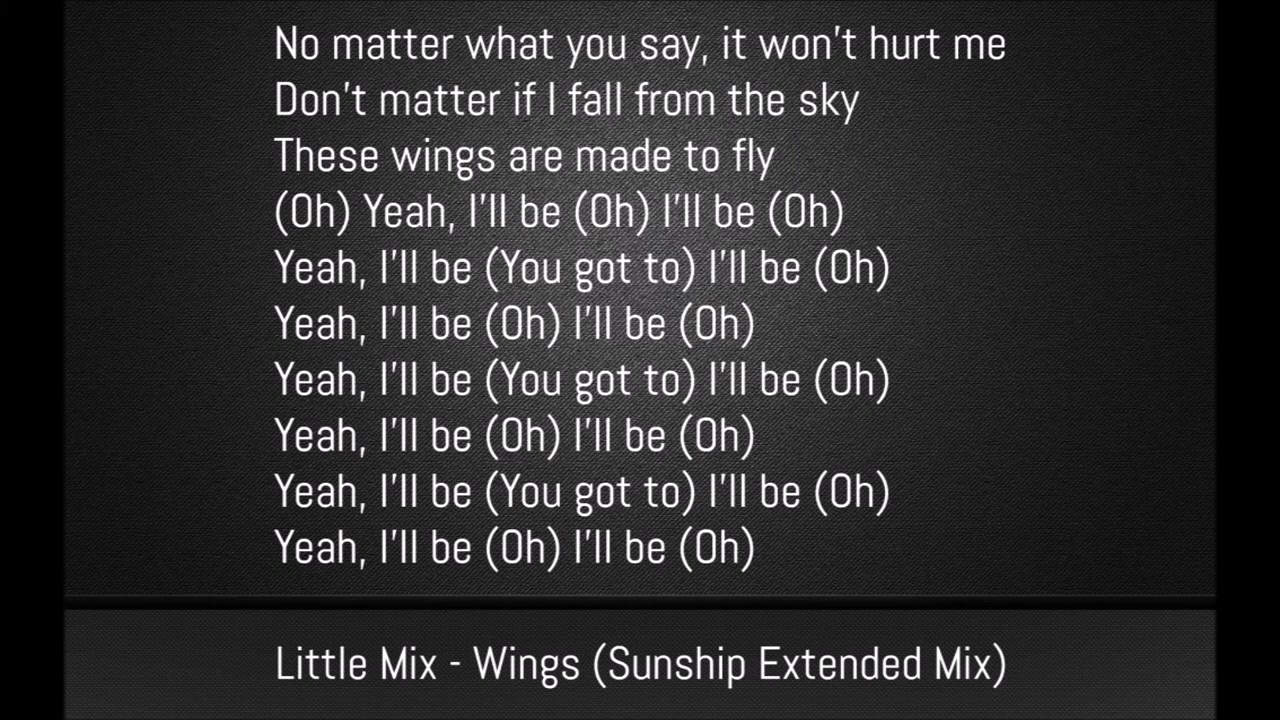 No matter what you say, it won't hurt me
Don't matter if I fall from the sky
These wings are made to fly
(Oh) Yeah, I'll be (Oh) I'll be (Oh)
Yeah, I'll be (You got to) I'll be (Oh)
Yeah, I'll be (Oh) I'll be (Oh)
Yeah, I'll be (You got to) I'll be (Oh)
Yeah, I'll be (Oh) I'll be (Oh)
Yeah, I'll be (You got to) I'll be (Oh)
Yeah, I'll be (Oh) I'll be (Oh)
Little Mix - Wings (Sunship Extended Mix)